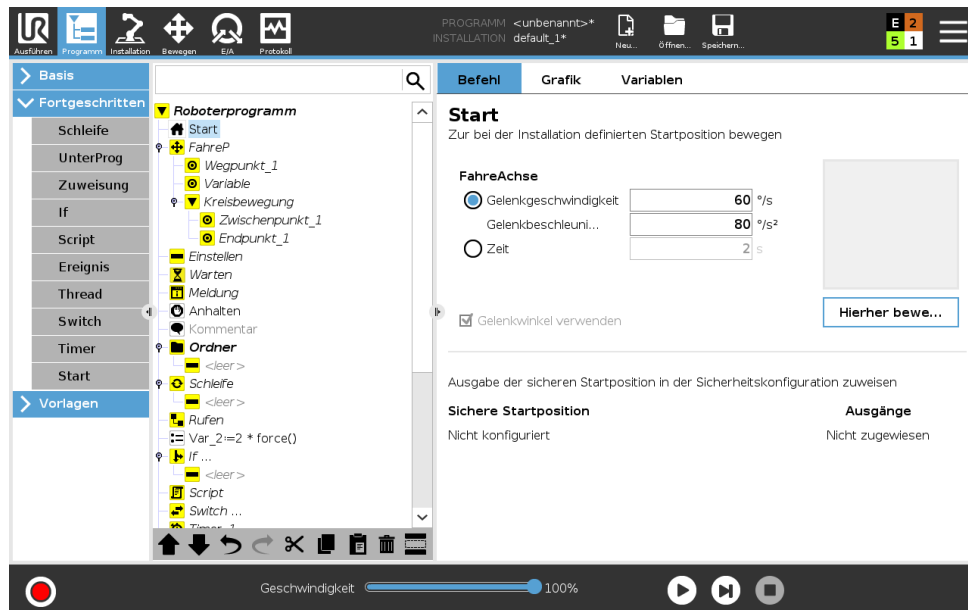 PROGRAMM <unbenannt>*
INSTALLATION default_1*
E 2
5 1
Ausführen Programm Installation Bewegen E/A Protokoll Neu... Öffnen... Speichern...
Basis
Fortgeschritten
Schleife
UnterProg
Zuweisung
If
Script
Ereignis
Thread
Switch
Timer
Start
Vorlagen
Roboterprogramm
Start
FahreP
Wegpunkt_1
Variable
Kreisbewegung
Zwischenpunkt_1
Endpunkt_1
Einstellen
Warten
Meldung
Anhalten
Kommentar
Ordner
<leer>
Schleife
<leer>
Rufen
Var_2:=2 * force()
If ...
<leer>
Script
Switch ...
Timer_1
Befehl Grafik Variablen
Start
Zur bei der Installation definierten Startposition bewegen
FahreAchse
Gelenkgeschwindigkeit 60 °/s
Gelenkbeschleuni... 80 °/s²
Zeit 2 s
Gelenkwinkel verwenden
Hierher bewe...
Ausgabe der sicheren Startposition in der Sicherheitskonfiguration zuweisen
Sichere Startposition Ausgänge
Nicht konfiguriert Nicht zugewiesen
Geschwindigkeit 100%